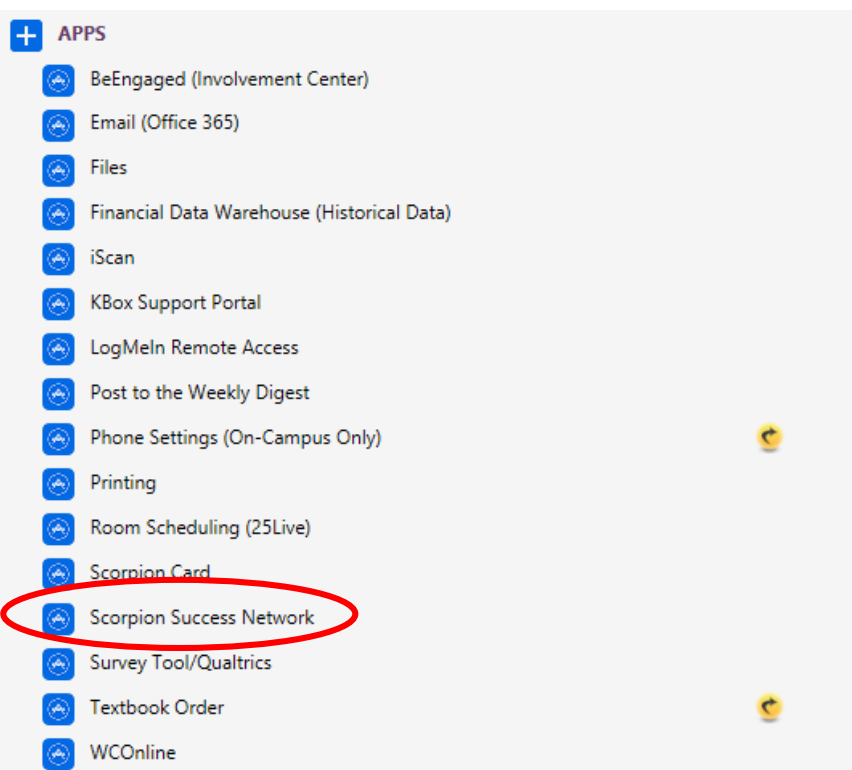 APPS
BeEngaged (Involvement Center)
Email (Office 365)
Files
Financial Data Warehouse (Historical Data)
iScan
KBox Support Portal
LogMeIn Remote Access
Post to the Weekly Digest
Phone Settings (On-Campus Only)
Printing
Room Scheduling (25Live)
Scorpion Card
Scorpion Success Network
Survey Tool/Qualtrics
Textbook Order
WCOnline